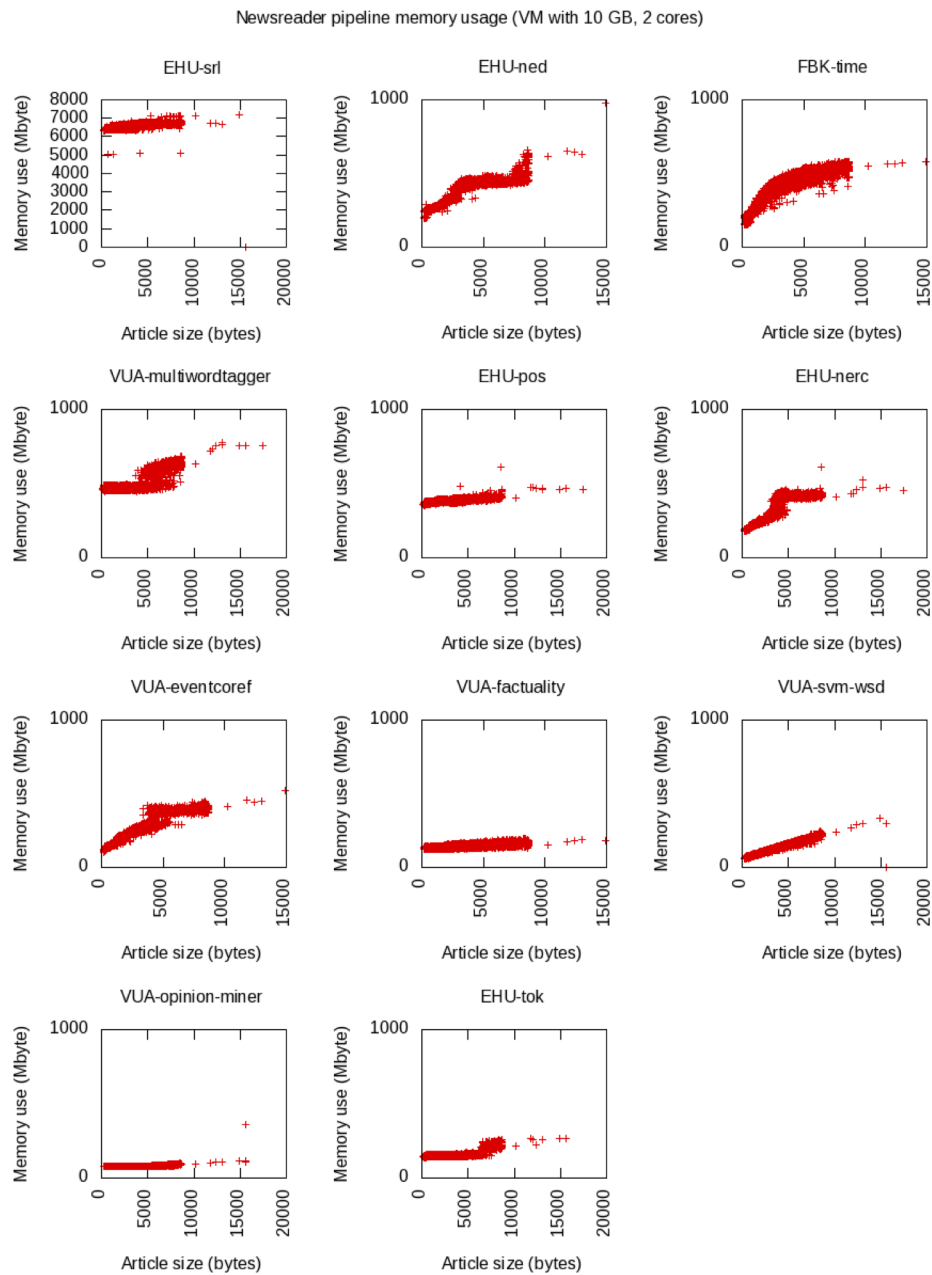 Newsreader pipeline memory usage (VM with 10 GB, 2 cores)
EHU-srl
Memory use (Mbyte)
8000
7000
6000
5000
4000
3000
2000
1000
0
0
5000
10000
15000
20000
Article size (bytes)
EHU-ned
Memory use (Mbyte)
1000
0
0
5000
10000
15000
Article size (bytes)
FBK-time
Memory use (Mbyte)
1000
0
0
5000
10000
15000
Article size (bytes)
VUA-multiwordtagger
Memory use (Mbyte)
1000
0
0
5000
10000
15000
20000
Article size (bytes)
EHU-pos
Memory use (Mbyte)
1000
0
0
5000
10000
15000
20000
Article size (bytes)
EHU-nerc
Memory use (Mbyte)
1000
0
0
5000
10000
15000
20000
Article size (bytes)
VUA-eventcoref
Memory use (Mbyte)
1000
0
0
5000
10000
15000
Article size (bytes)
VUA-factuality
Memory use (Mbyte)
1000
0
0
5000
10000
15000
Article size (bytes)
VUA-svm-wsd
Memory use (Mbyte)
1000
0
0
5000
10000
15000
20000
Article size (bytes)
VUA-opinion-miner
Memory use (Mbyte)
1000
0
0
5000
10000
15000
20000
Article size (bytes)
EHU-tok
Memory use (Mbyte)
1000
0
0
5000
10000
15000
20000
Article size (bytes)